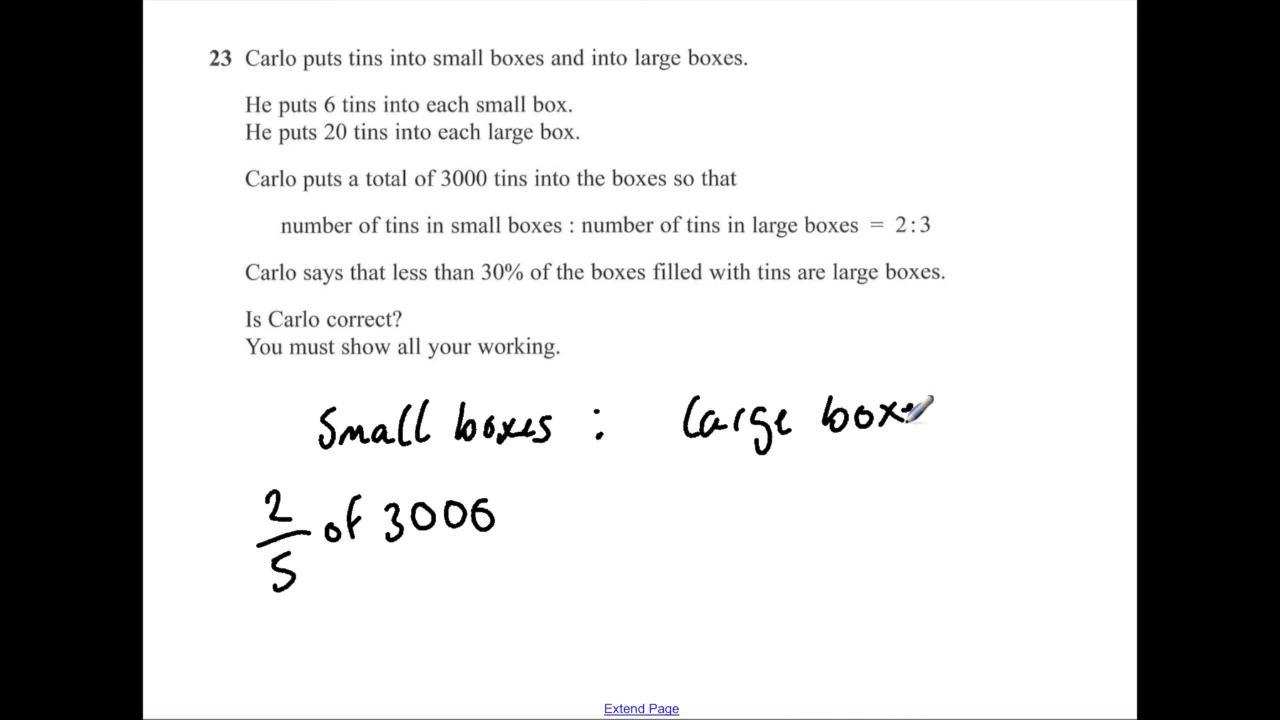 23 Carlo puts tins into small boxes and into large boxes.
He puts 6 tins into each small box.
He puts 20 tins into each large box.
Carlo puts a total of 3000 tins into the boxes so that
number of tins in small boxes : number of tins in large boxes = 2 : 3
Carlo says that less than 30% of the boxes filled with tins are large boxes.
Is Carlo correct?
You must show all your working.
Small boxes : Large boxe
2/5 of 3000
Extend Page